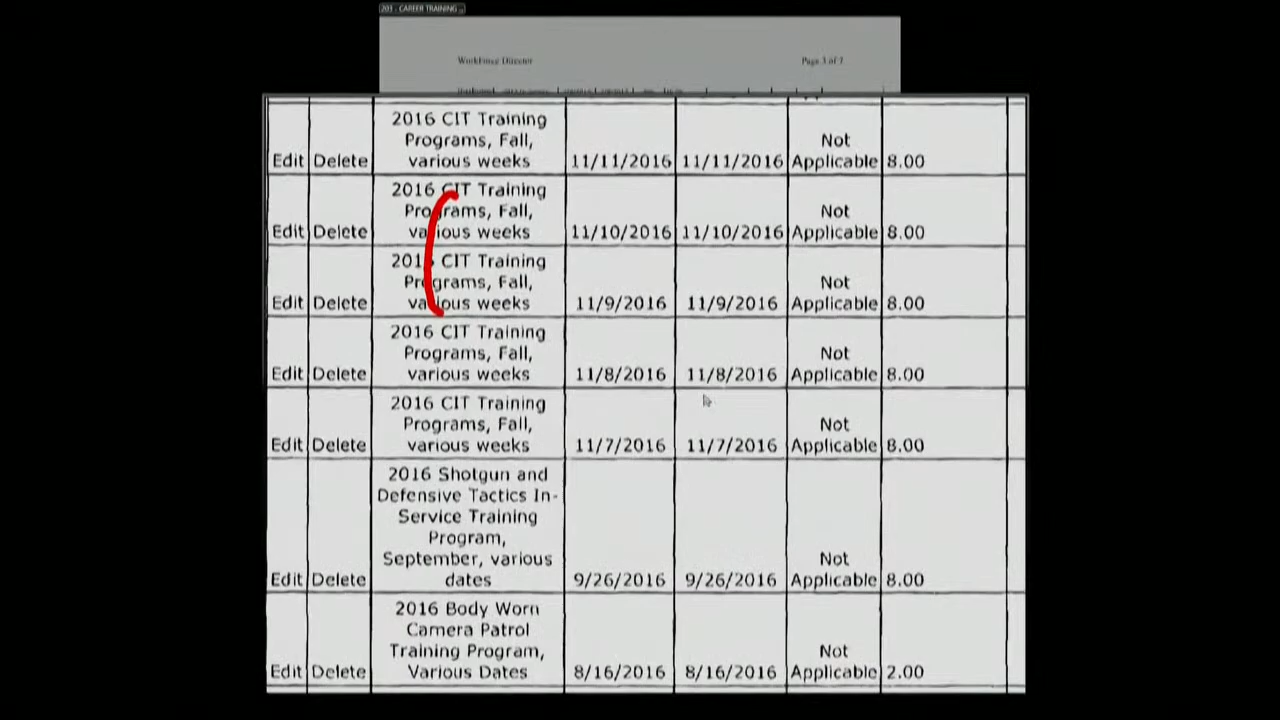 201 - CAREER TRAINING
WorkForce Director Page 3 of 7
2016 CIT Training
Programs, Fall, Not
Edit Delete various weeks 11/11/2016 11/11/2016 Applicable 8.00
2016 CIT Training
Programs, Fall, Not
Edit Delete various weeks 11/10/2016 11/10/2016 Applicable 8.00
2016 CIT Training
Programs, Fall, Not
Edit Delete various weeks 11/9/2016 11/9/2016 Applicable 8.00
2016 CIT Training
Programs, Fall, Not
Edit Delete various weeks 11/8/2016 11/8/2016 Applicable 8.00
2016 CIT Training
Programs, Fall, Not
Edit Delete various weeks 11/7/2016 11/7/2016 Applicable 8.00
2016 Shotgun and
Defensive Tactics In-
Service Training
Program,
September, various Not
Edit Delete dates 9/26/2016 9/26/2016 Applicable 8.00
2016 Body Worn
Camera Patrol
Training Program, Not
Edit Delete Various Dates 8/16/2016 8/16/2016 Applicable 2.00